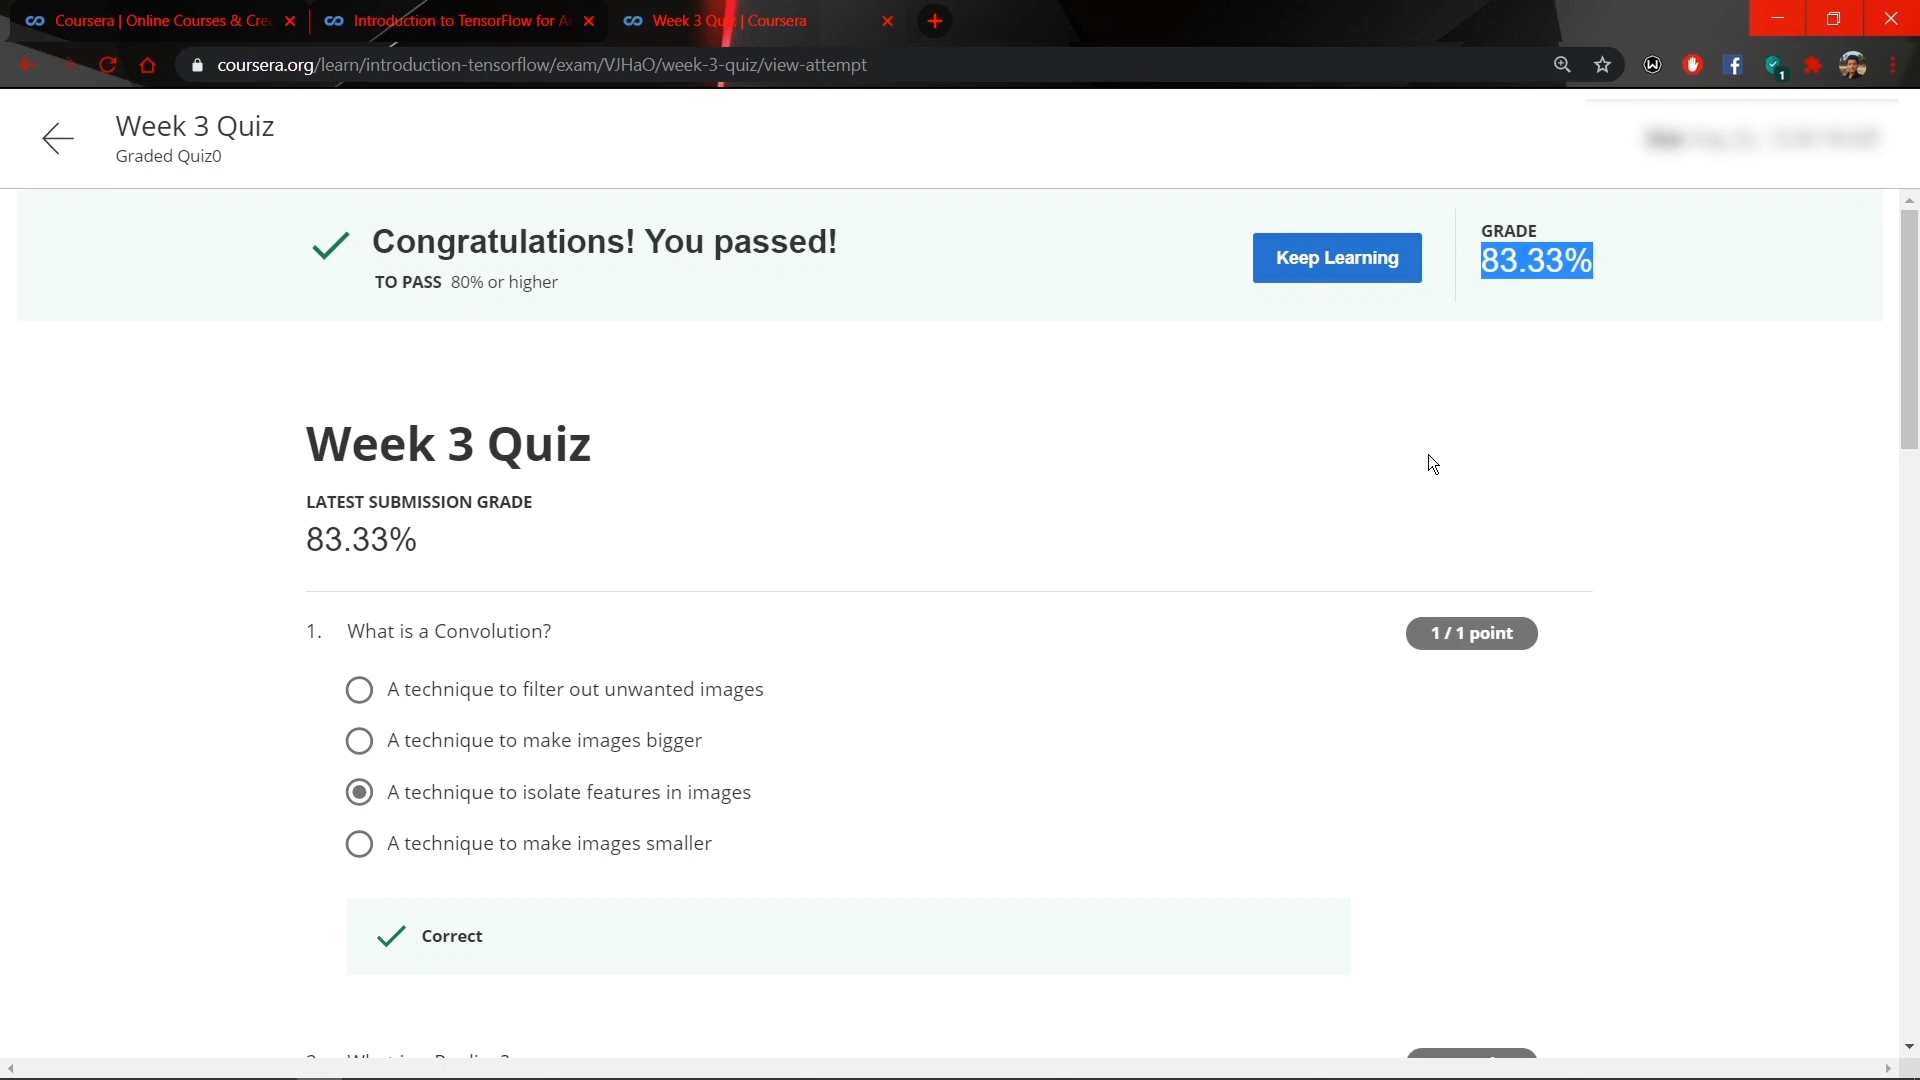 Coursera | Online Courses & Cre
Introduction to TensorFlow for A
Week 3 Quiz | Coursera
coursera.org/learn/introduction-tensorflow/exam/VJHaO/week-3-quiz/view-attempt
1
Week 3 Quiz
Graded Quiz0
Congratulations! You passed!
TO PASS 80% or higher
Keep Learning
GRADE
83.33%
Week 3 Quiz
LATEST SUBMISSION GRADE
83.33%
1. What is a Convolution?
1 / 1 point
A technique to filter out unwanted images
A technique to make images bigger
A technique to isolate features in images
A technique to make images smaller
Correct